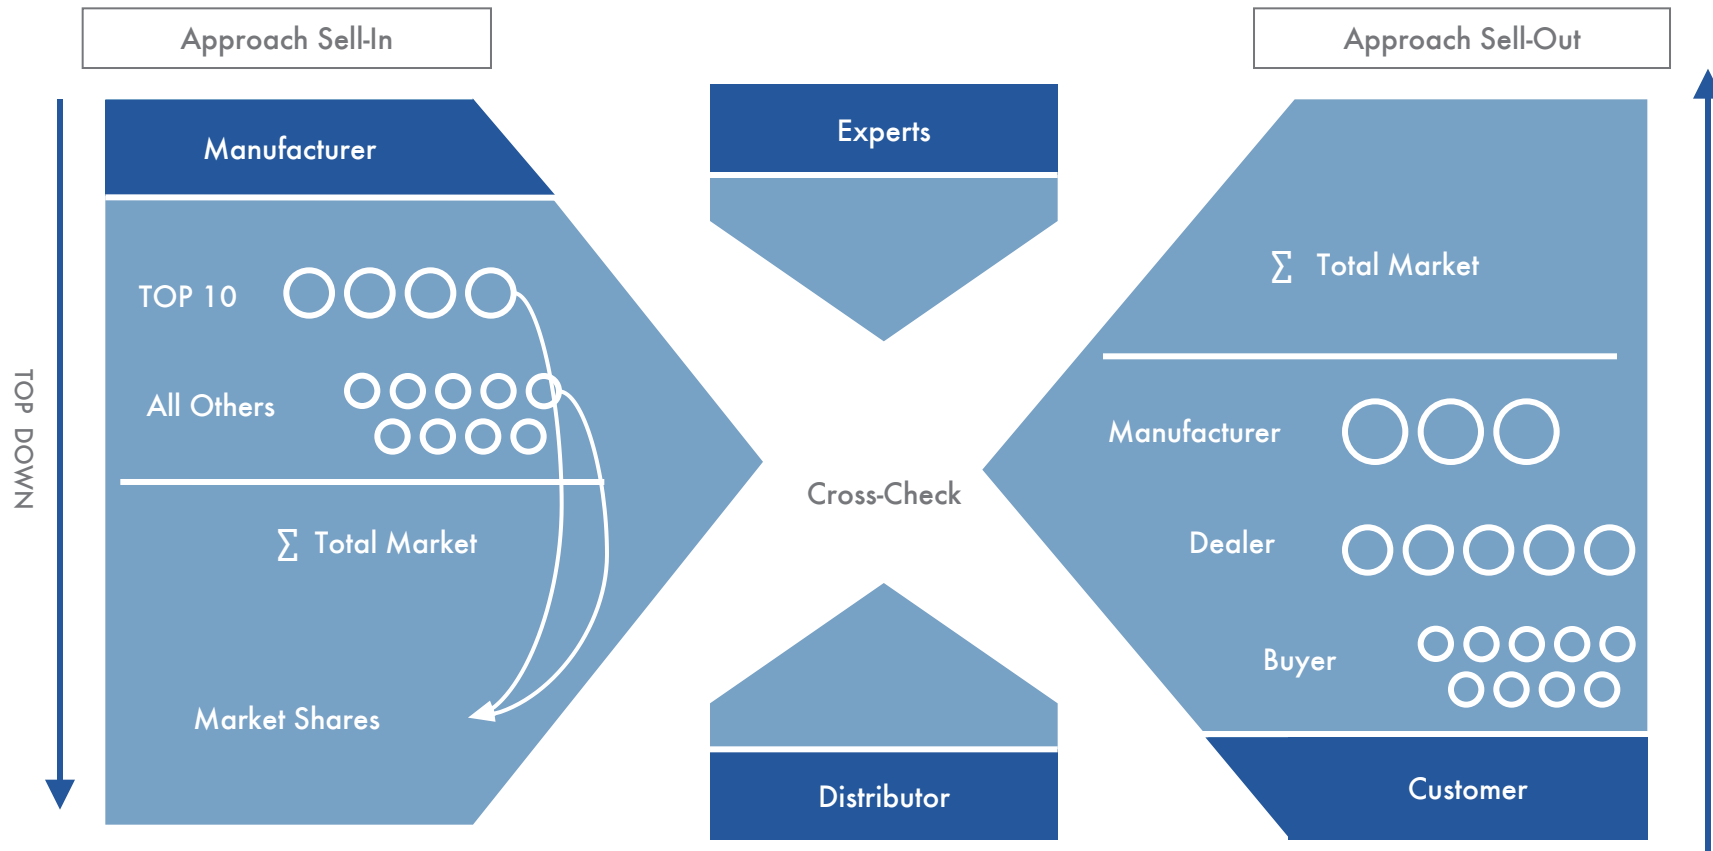 Approach Sell-In
Approach Sell-Out
Manufacturer
TOP 10
All Others
∑ Total Market
Market Shares
TOP DOWN
Experts
Cross-Check
Distributor
∑ Total Market
Manufacturer
Dealer
Buyer
Customer